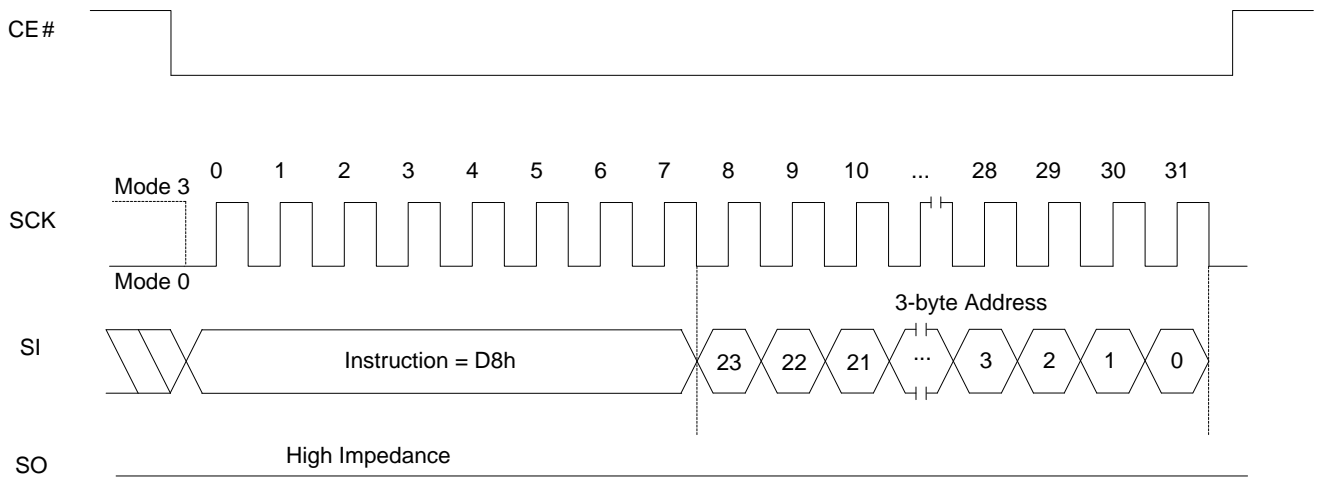 CE#
0 1 2 3 4 5 6 7 8 9 10 ... 28 29 30 31
Mode 3
SCK
Mode 0
3-byte Address
SI
Instruction = D8h
23 22 21 ... 3 2 1 0
High Impedance
SO